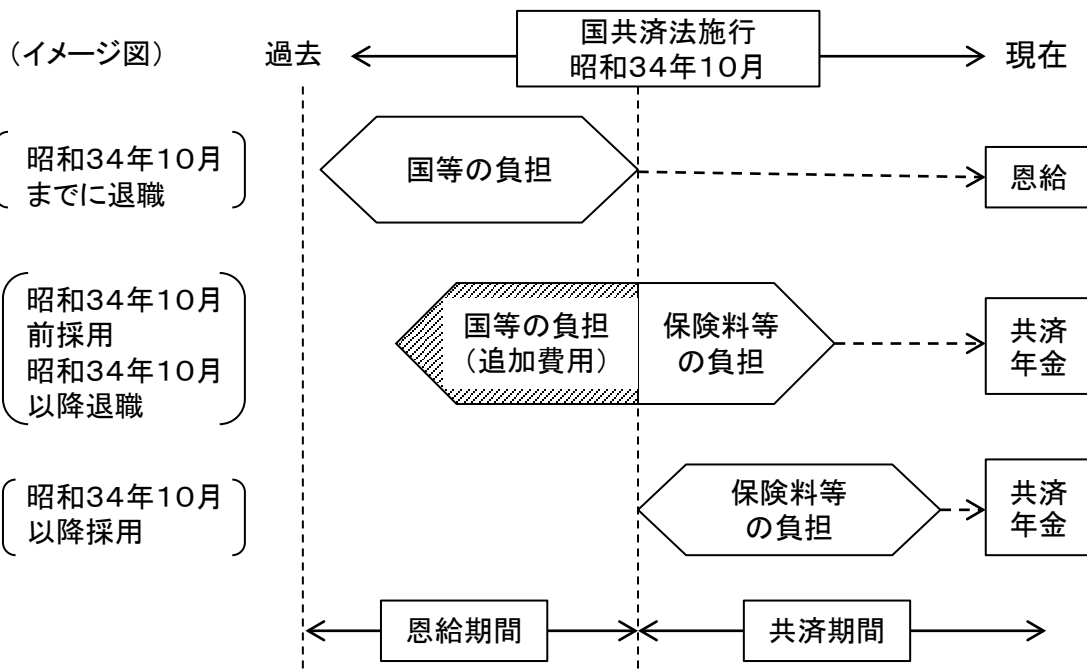 （イメージ図）
過去
国共済法施行
昭和３４年１０月
現在
昭和３４年１０月
までに退職
国等の負担
恩給
昭和３４年１０月
前採用
昭和３４年１０月
以降退職
国等の負担
（追加費用）
保険料等
の負担
共済
年金
昭和３４年１０月
以降採用
保険料等
の負担
共済
年金
恩給期間
共済期間